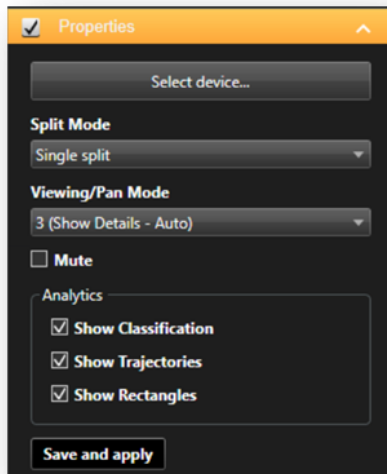 Properties
Select device...
Split Mode
Single split
Viewing/Pan Mode
3 (Show Details - Auto)
Mute
Analytics
Show Classification
Show Trajectories
Show Rectangles
Save and apply